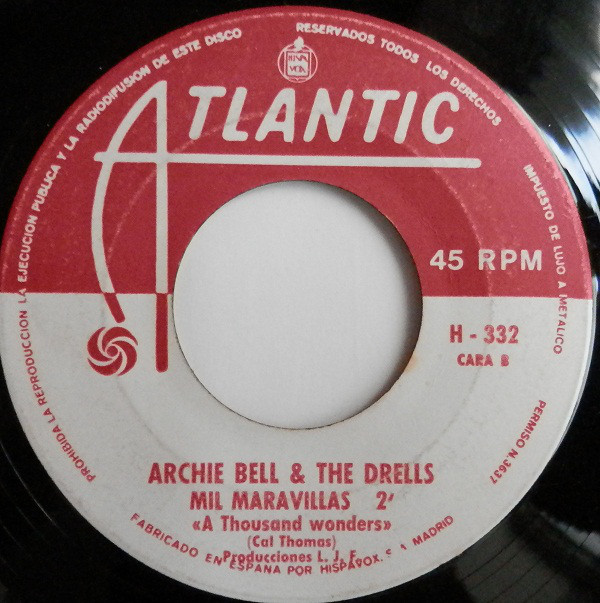 PROHIBIDA LA REPRODUCCION LA EJECUCION PUBLICA Y LA RADIODIFUSION DE ESTE DISCO
RESERVADOS TODOS LOS DERECHOS
IMPUESTO DE LUJO A METALICO
PERMISO N. 3637
ATLANTIC
45 RPM
H - 332
CARA B
ARCHIE BELL & THE DRELLS
MIL MARAVILLAS 2'
«A Thousand wonders»
(Cal Thomas)
Producciones L. J. F.
FABRICADO EN ESPAÑA POR HISPAVOX, S. A MADRID